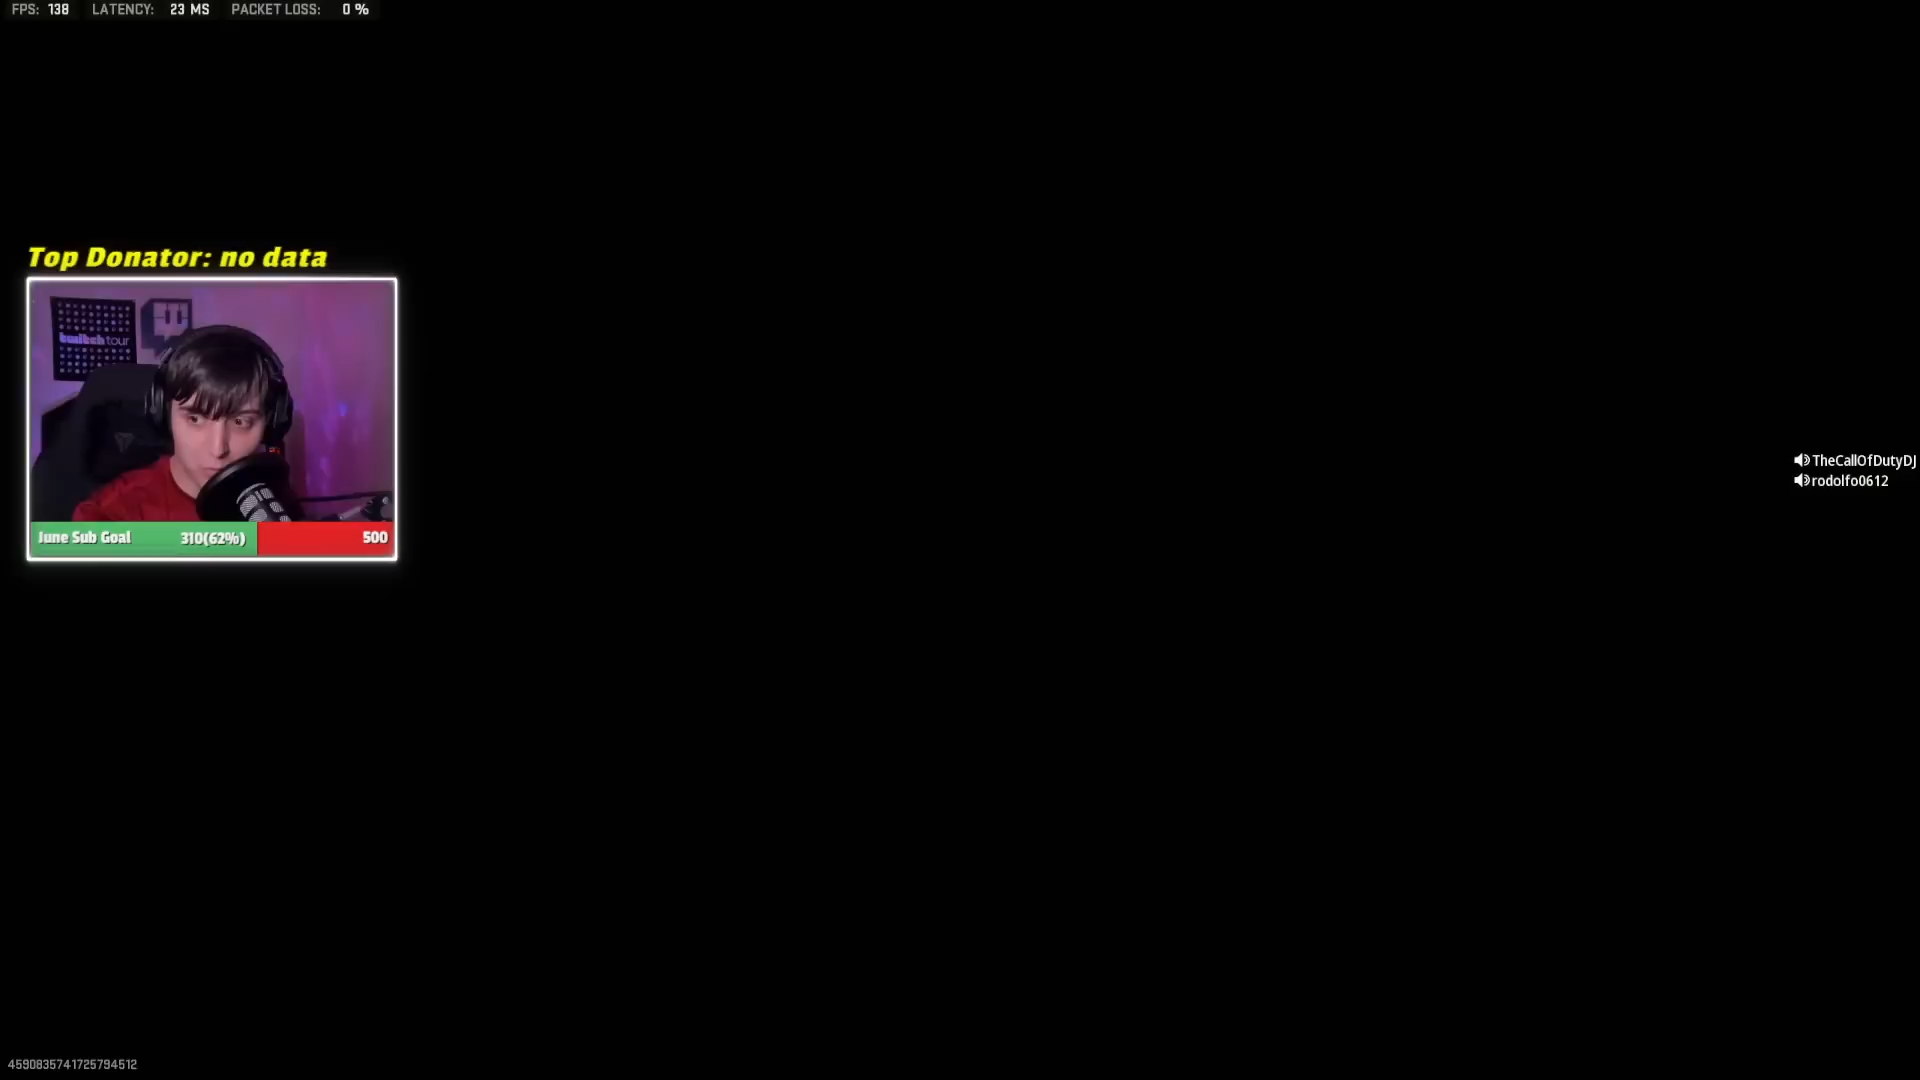 FPS: 138 LATENCY: 23 MS PACKET LOSS: 0 %
Top Donator: no data
twitch tour
June Sub Goal 310(62%) 500
TheCallOfDutyDJ
rodolfo0612
4590835741725794512